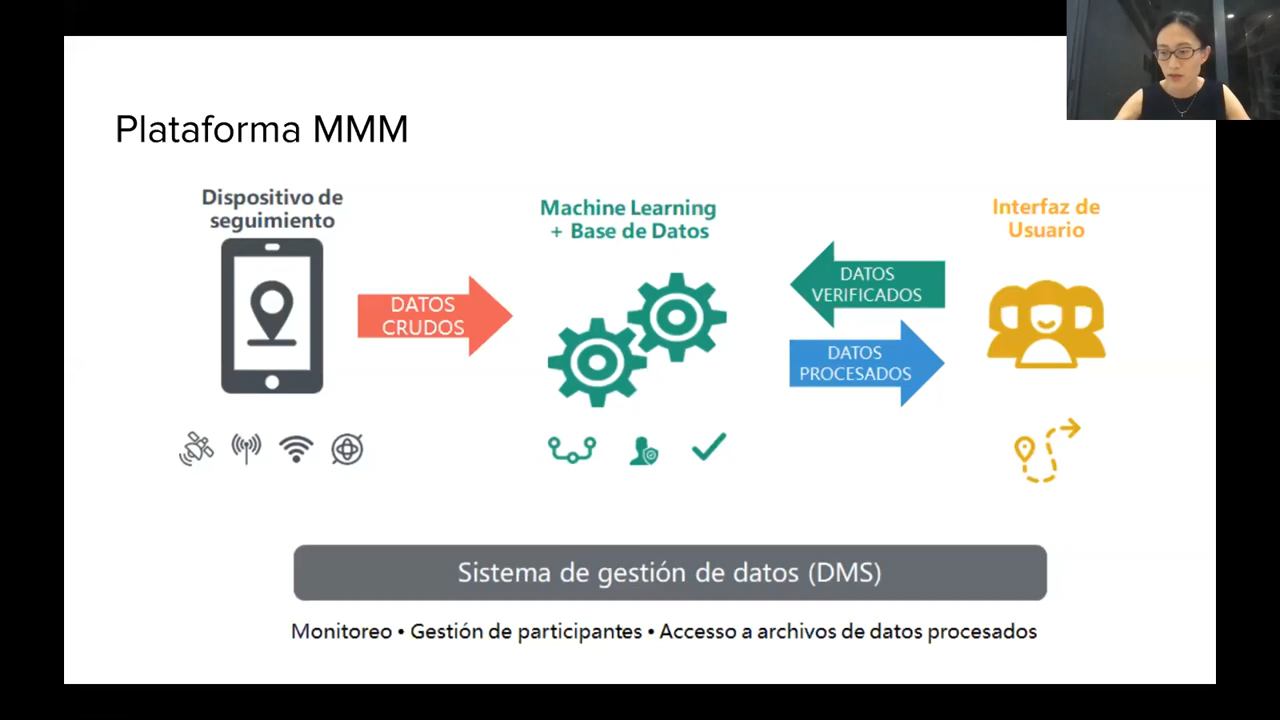 Plataforma MMM
Dispositivo de
seguimiento
DATOS
CRUDOS
Machine Learning
+ Base de Datos
DATOS
VERIFICADOS
DATOS
PROCESADOS
Interfaz de
Usuario
Sistema de gestión de datos (DMS)
Monitoreo • Gestión de participantes • Accesso a archivos de datos procesados